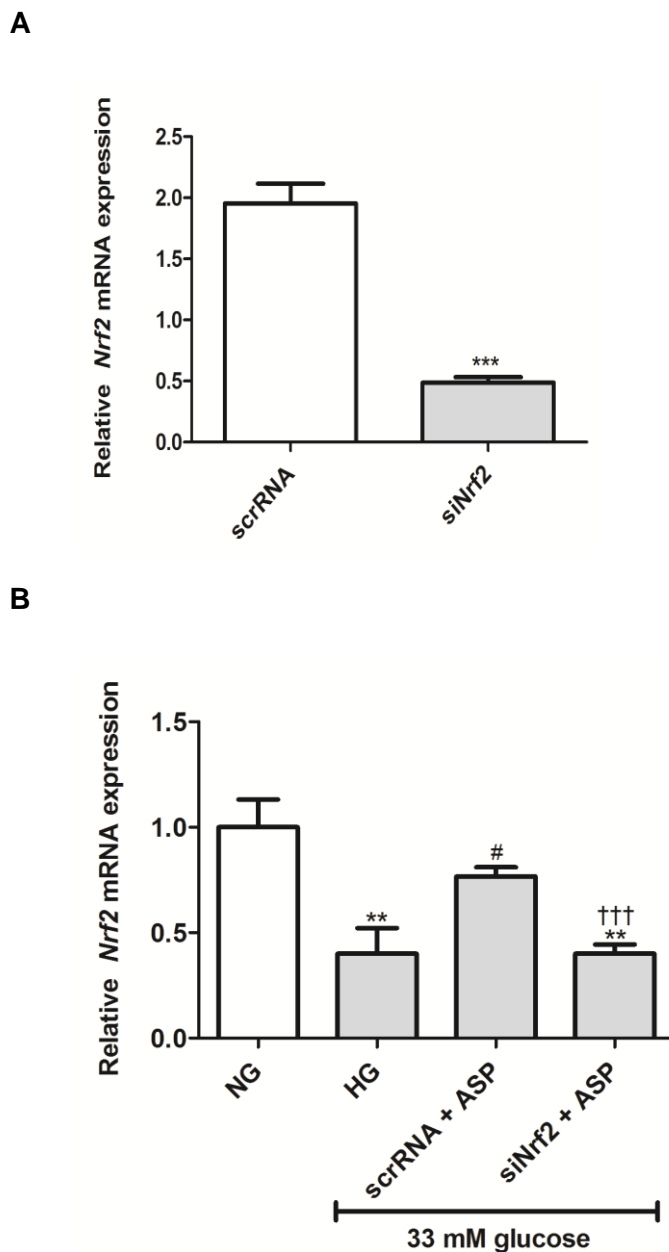 A
Relative Nrf2 mRNA expression
2.5
2.0
1.5
1.0
0.5
0.0
***
scrRNA
siNrf2
B
Relative Nrf2 mRNA expression
1.5
1.0
0.5
0.0
**
#
†††
**
NG
HG
scrRNA + ASP
siNrf2 + ASP
33 mM glucose